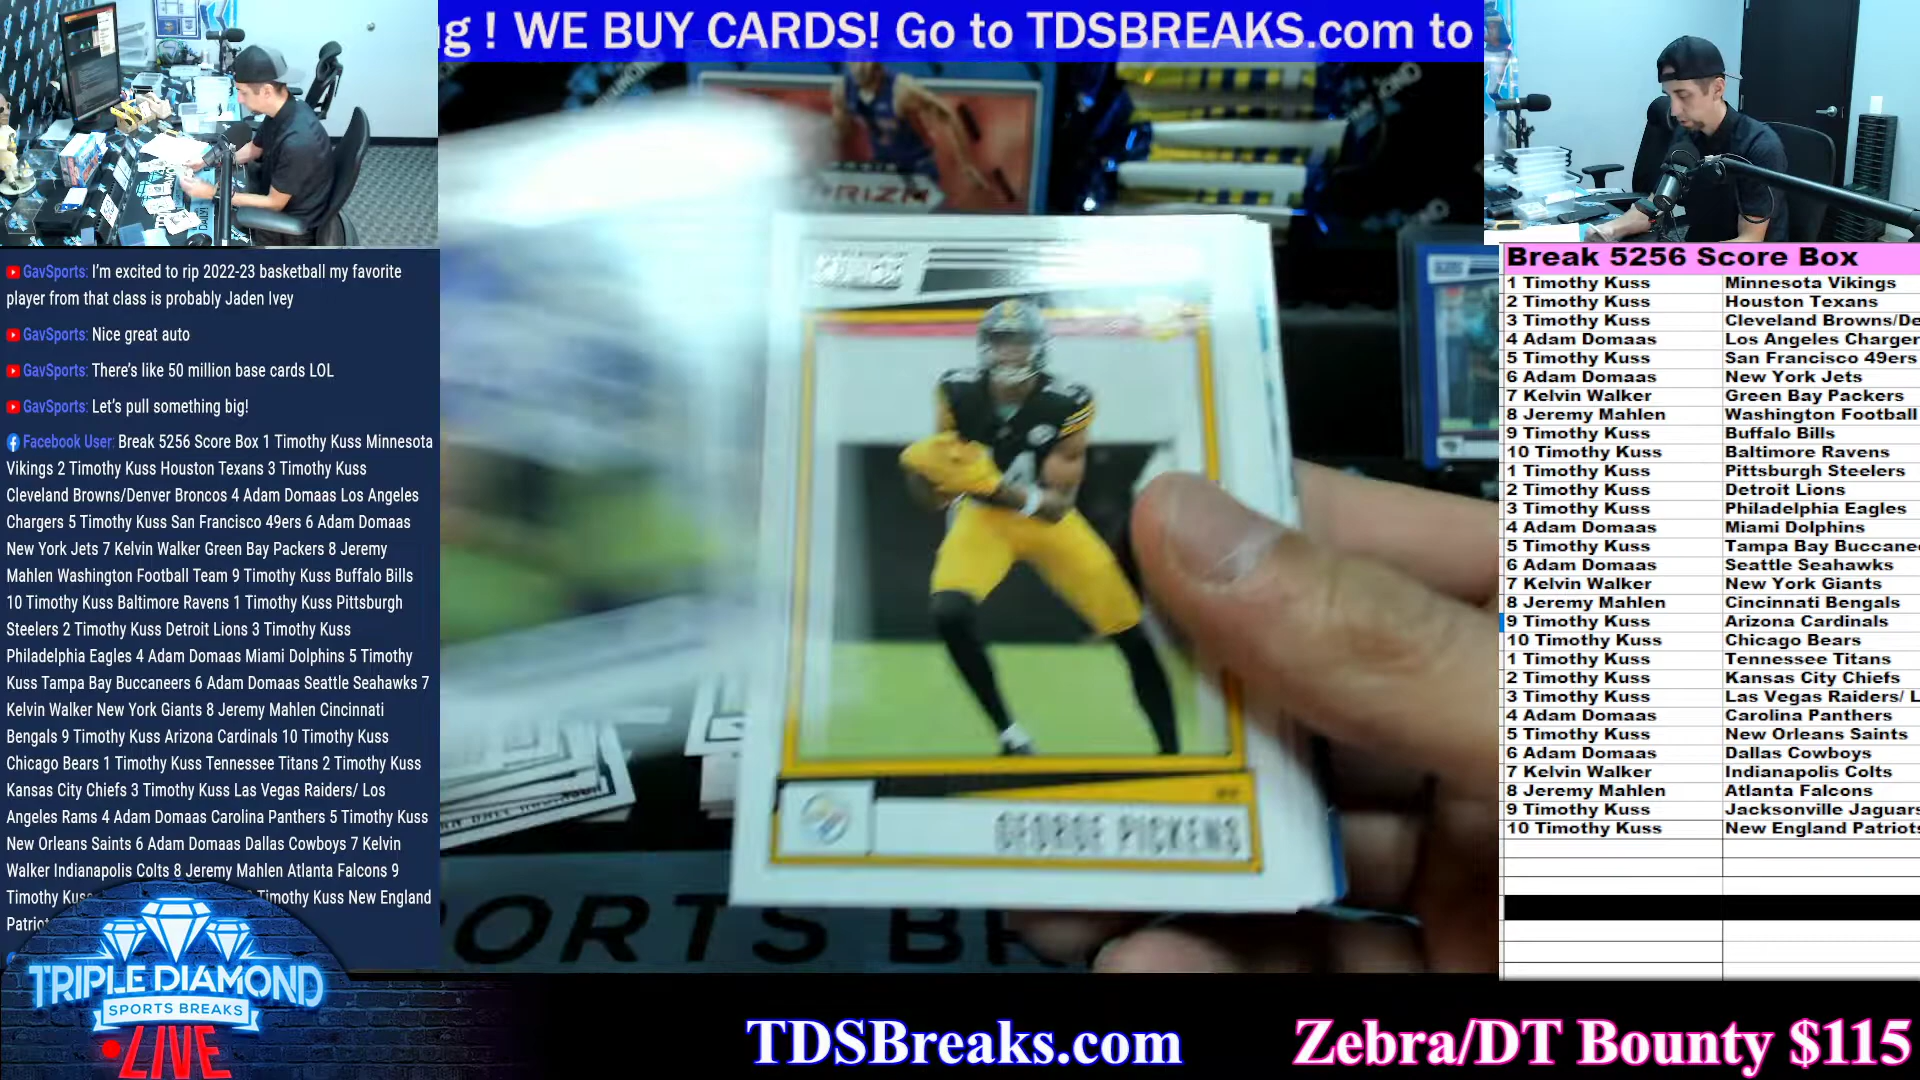 g ! WE BUY CARDS! Go to TDSBREAKS.com to
GavSports: I'm excited to rip 2022-23 basketball my favorite
player from that class is probably Jaden Ivey
GavSports: Nice great auto
GavSports: There's like 50 million base cards LOL
GavSports: Let's pull something big!
Facebook User: Break 5256 Score Box 1 Timothy Kuss Minnesota
Vikings 2 Timothy Kuss Houston Texans 3 Timothy Kuss
Cleveland Browns/Denver Broncos 4 Adam Domaas Los Angeles
Chargers 5 Timothy Kuss San Francisco 49ers 6 Adam Domaas
New York Jets 7 Kelvin Walker Green Bay Packers 8 Jeremy
Mahlen Washington Football Team 9 Timothy Kuss Buffalo Bills
10 Timothy Kuss Baltimore Ravens 1 Timothy Kuss Pittsburgh
Steelers 2 Timothy Kuss Detroit Lions 3 Timothy Kuss
Philadelphia Eagles 4 Adam Domaas Miami Dolphins 5 Timothy
Kuss Tampa Bay Buccaneers 6 Adam Domaas Seattle Seahawks 7
Kelvin Walker New York Giants 8 Jeremy Mahlen Cincinnati
Bengals 9 Timothy Kuss Arizona Cardinals 10 Timothy Kuss
Chicago Bears 1 Timothy Kuss Tennessee Titans 2 Timothy Kuss
Kansas City Chiefs 3 Timothy Kuss Las Vegas Raiders/ Los
Angeles Rams 4 Adam Domaas Carolina Panthers 5 Timothy Kuss
New Orleans Saints 6 Adam Domaas Dallas Cowboys 7 Kelvin
Walker Indianapolis Colts 8 Jeremy Mahlen Atlanta Falcons 9
Timothy Kus Timothy Kuss New England
Patriot
TRIPLE DIAMOND
SPORTS BREAKS
LIVE
PRIZM
GEORGE PICKENS
ORTS BR
Break 5256 Score Box
1 Timothy Kuss Minnesota Vikings
2 Timothy Kuss Houston Texans
3 Timothy Kuss Cleveland Browns/De
4 Adam Domaas Los Angeles Charger
5 Timothy Kuss San Francisco 49ers
6 Adam Domaas New York Jets
7 Kelvin Walker Green Bay Packers
8 Jeremy Mahlen Washington Football
9 Timothy Kuss Buffalo Bills
10 Timothy Kuss Baltimore Ravens
1 Timothy Kuss Pittsburgh Steelers
2 Timothy Kuss Detroit Lions
3 Timothy Kuss Philadelphia Eagles
4 Adam Domaas Miami Dolphins
5 Timothy Kuss Tampa Bay Buccanee
6 Adam Domaas Seattle Seahawks
7 Kelvin Walker New York Giants
8 Jeremy Mahlen Cincinnati Bengals
9 Timothy Kuss Arizona Cardinals
10 Timothy Kuss Chicago Bears
1 Timothy Kuss Tennessee Titans
2 Timothy Kuss Kansas City Chiefs
3 Timothy Kuss Las Vegas Raiders/ L
4 Adam Domaas Carolina Panthers
5 Timothy Kuss New Orleans Saints
6 Adam Domaas Dallas Cowboys
7 Kelvin Walker Indianapolis Colts
8 Jeremy Mahlen Atlanta Falcons
9 Timothy Kuss Jacksonville Jaguars
10 Timothy Kuss New England Patriots
TDSBreaks.com
Zebra/DT Bounty $115